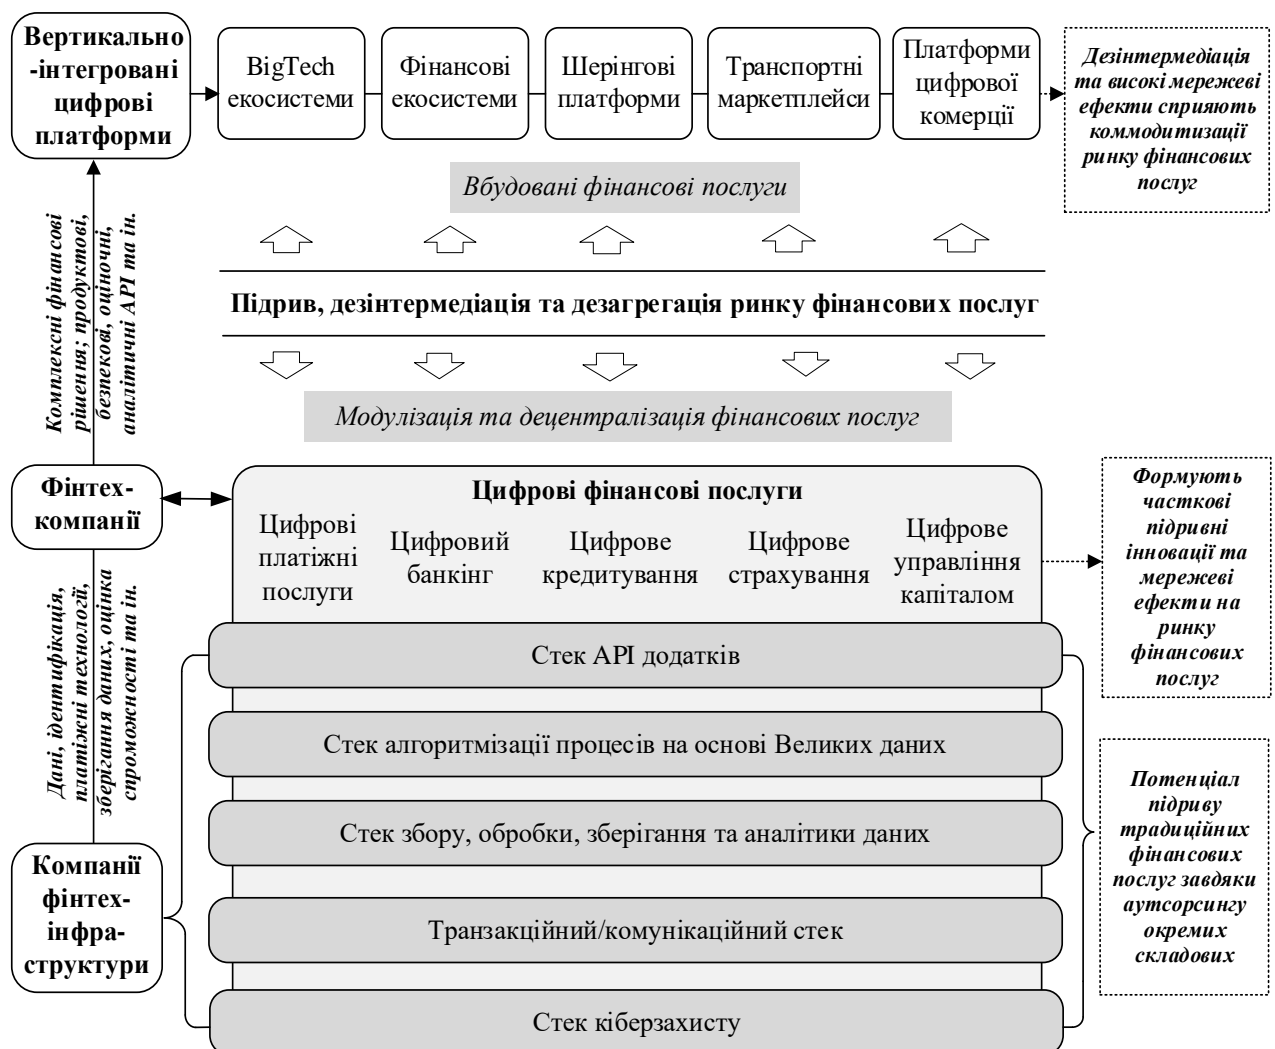 Вертикально
-інтегровані
цифрові
платформи
BigTech
екосистеми
Фінансові
екосистеми
Шерінгові
платформи
Транспортні
маркетплейси
Платформи
цифрової
комерції
Дезінтермедіація
та високі мережеві
ефекти сприяють
коммодитизації
ринку фінансових
послуг
Вбудовані фінансові послуги
Підрив, дезінтермедіація та дезагрегація ринку фінансових послуг
Модулізація та децентралізація фінансових послуг
Комплексні фінансові
рішення; продуктові,
безпекові, оціночні,
аналітичні API та ін.
Фінтех-
компанії
Цифрові фінансові послуги
Цифрові
платіжні
послуги
Цифровий
банкінг
Цифрове
кредитування
Цифрове
страхування
Цифрове
управління
капіталом
Формують
часткові
підривні
інновації та
мережеві
ефекти на
ринку
фінансових
послуг
Дані, ідентифікація,
платіжні технології,
зберігання даних, оцінка
спроможності та ін.
Стек API додатків
Стек алгоритмізації процесів на основі Великих даних
Стек збору, обробки, зберігання та аналітики даних
Транзакційний/комунікаційний стек
Стек кіберзахисту
Компанії
фінтех-
інфра-
структури
Потенціал
підриву
традиційних
фінансових
послуг завдяки
аутсорсингу
окремих
складових